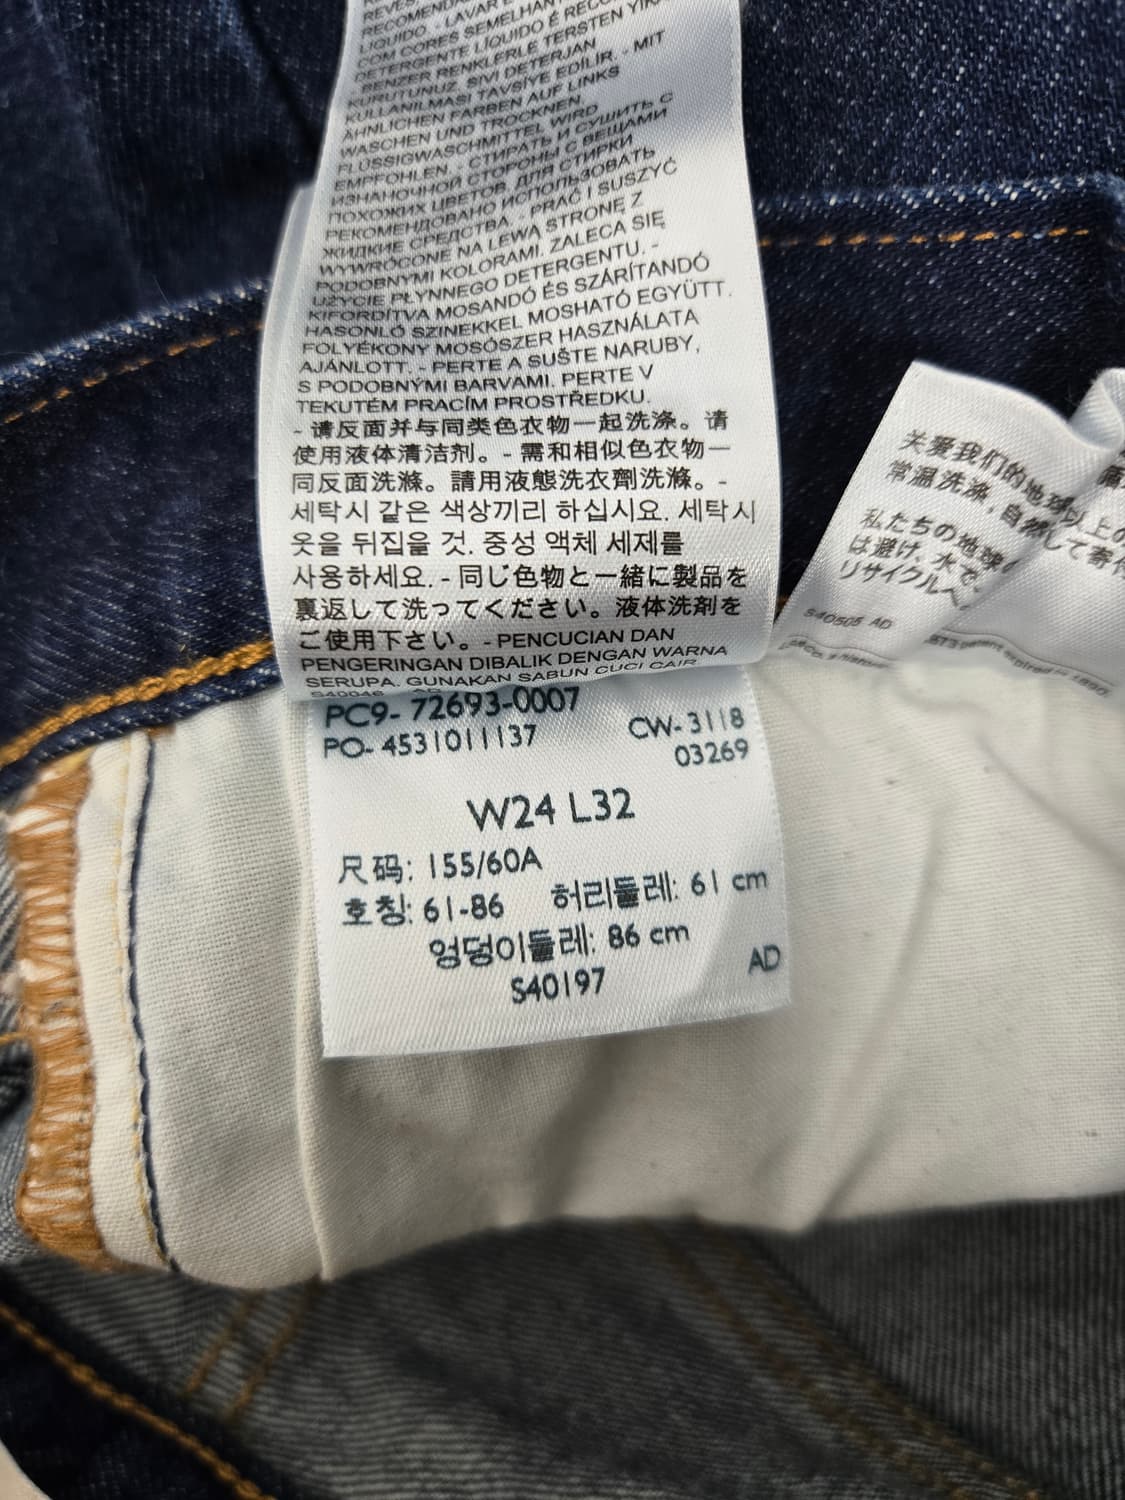 RECOMENDA
LIQUIDO. - LAVAR E
COM CORES SEMELHAN
DETERGENTE LÍQUIDO É RECO
BENZER RENKLERLE TERSTEN YIK
KURUTUNUZ. SIVI DETERJAN
KULLANILMASI TAVSİYE EDİLİR. - MIT
ÄHNLICHEN FARBEN AUF LINKS
WASCHEN UND TROCKNEN.
FLÜSSIGWASCHMITTEL WIRD
EMPFOHLEN. - СТИРАТЬ И СУШИТЬ С
ИЗНАНОЧНОЙ СТОРОНЫ С ВЕЩАМИ
ПОХОЖИХ ЦВЕТОВ. ДЛЯ СТИРКИ
РЕКОМЕНДОВАНО ИСПОЛЬЗОВАТЬ
ЖИДКИЕ СРЕДСТВА. - PRAĆ I SUSZYĆ
WYWRÓCONE NA LEWĄ STRONĘ Z
PODOBNYMI KOLORAMI. ZALECA SIĘ
UŻYCIE PŁYNNEGO DETERGENTU. -
KIFORDÍTVA MOSANDÓ ÉS SZÁRÍTANDÓ
HASONLÓ SZINEKKEL MOSHATÓ EGYÜTT.
FOLYÉKONY MOSÓSZER HASZNÁLATA
AJÁNLOTT. - PERTE A SUŠTE NARUBY,
S PODOBNÝMI BARVAMI. PERTE V
TEKUTÉM PRACÍM PROSTŘEDKU.
- 请反面并与同类色衣物一起洗涤。请
使用液体清洁剂。- 需和相似色衣物一
同反面洗滌。請用液態洗衣劑洗滌。-
세탁시 같은 색상끼리 하십시요. 세탁시
옷을 뒤집을 것. 중성 액체 세제를
사용하세요. - 同じ色物と一緒に製品を
裏返して洗ってください。液体洗剤を
ご使用下さい。- PENCUCIAN DAN
PENGERINGAN DIBALIK DENGAN WARNA
SERUPA. GUNAKAN SABUN CUCI CAIR
S40046 AD
PC9- 72693-0007
PO- 4531011137
CW- 3118
03269
W24 L32
尺码: 155/60A
호칭: 61-86 허리둘레: 61 cm
엉덩이둘레: 86 cm
S40197
AD
关爱我们的地球
常温洗涤, 自然
私たちの地球
は避け、水で
リサイクルへ。
S40505 AD